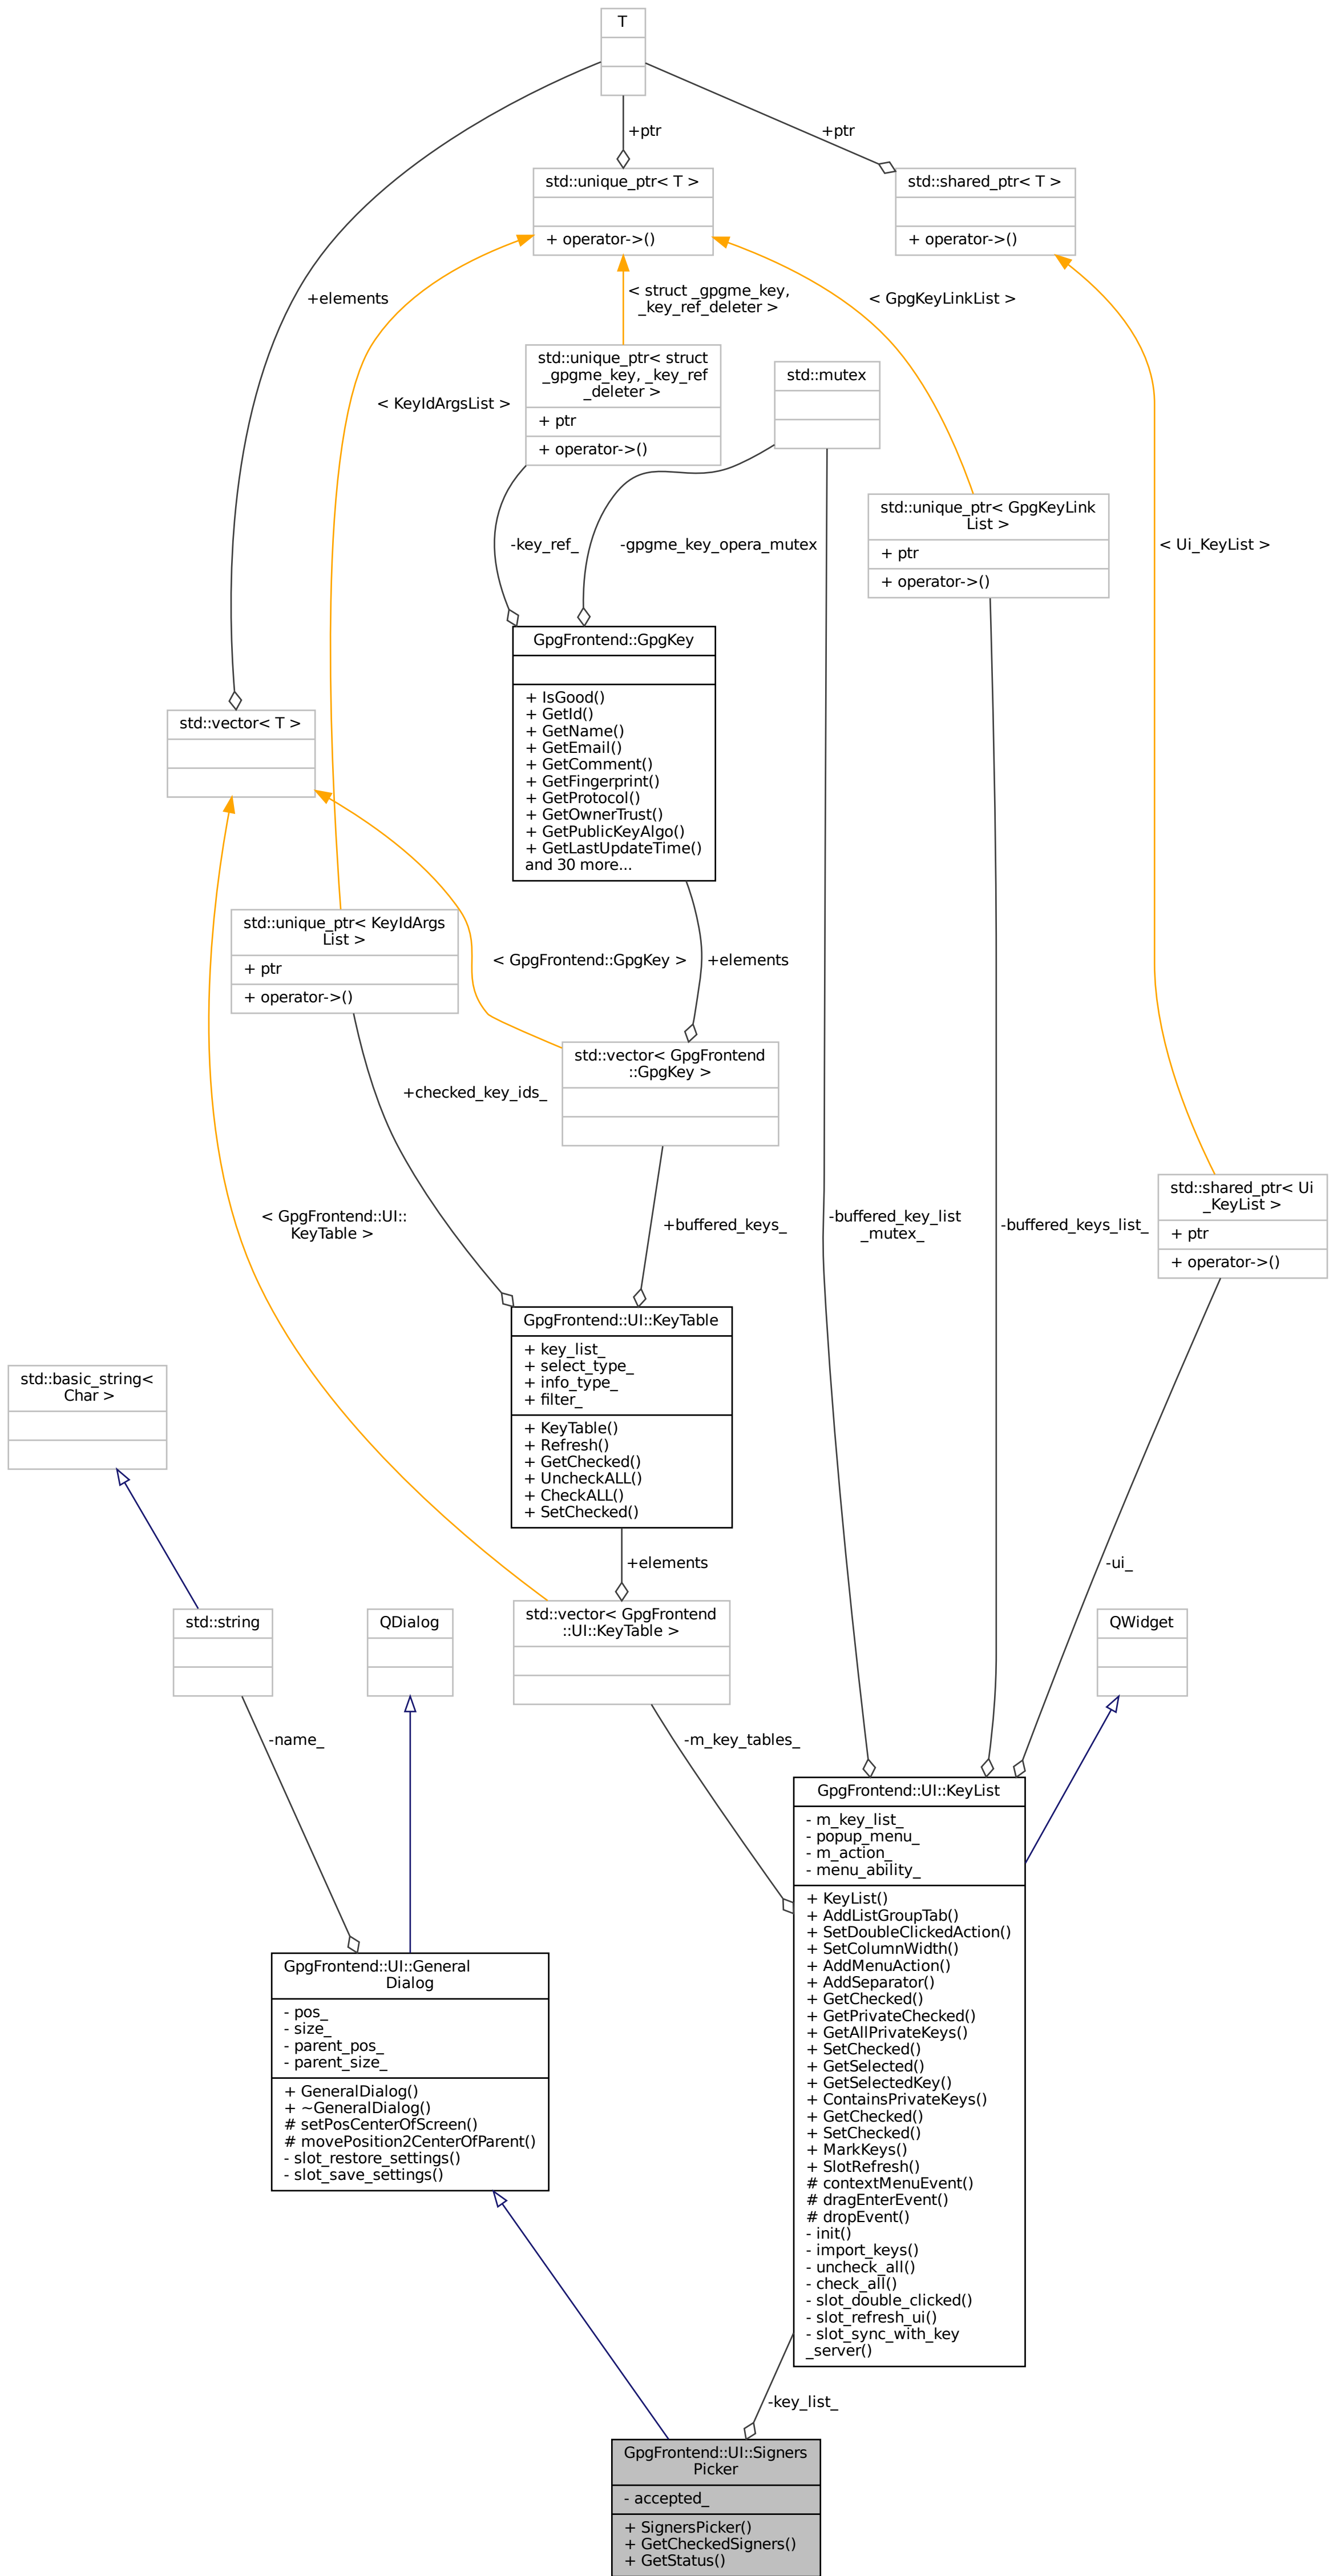 T
+ptr
+ptr
std::unique_ptr< T >
+ operator->()
std::shared_ptr< T >
+ operator->()
+elements
< struct _gpgme_key,
_key_ref_deleter >
< GpgKeyLinkList >
< KeyIdArgsList >
std::unique_ptr< struct
_gpgme_key, _key_ref
_deleter >
+ ptr
+ operator->()
std::mutex
std::unique_ptr< GpgKeyLink
List >
+ ptr
+ operator->()
-key_ref_
-gpgme_key_opera_mutex
< Ui_KeyList >
GpgFrontend::GpgKey
+ IsGood()
+ GetId()
+ GetName()
+ GetEmail()
+ GetComment()
+ GetFingerprint()
+ GetProtocol()
+ GetOwnerTrust()
+ GetPublicKeyAlgo()
+ GetLastUpdateTime()
and 30 more...
std::vector< T >
std::unique_ptr< KeyIdArgs
List >
+ ptr
+ operator->()
< GpgFrontend::GpgKey >
+elements
std::vector< GpgFrontend
::GpgKey >
+checked_key_ids_
< GpgFrontend::UI::
KeyTable >
+buffered_keys_
-buffered_key_list
_mutex_
-buffered_keys_list_
std::shared_ptr< Ui
_KeyList >
+ ptr
+ operator->()
GpgFrontend::UI::KeyTable
+ key_list_
+ select_type_
+ info_type_
+ filter_
+ KeyTable()
+ Refresh()
+ GetChecked()
+ UncheckALL()
+ CheckALL()
+ SetChecked()
std::basic_string<
Char >
+elements
-ui_
std::string
QDialog
std::vector< GpgFrontend
::UI::KeyTable >
QWidget
-name_
-m_key_tables_
GpgFrontend::UI::KeyList
- m_key_list_
- popup_menu_
- m_action_
- menu_ability_
+ KeyList()
+ AddListGroupTab()
+ SetDoubleClickedAction()
+ SetColumnWidth()
+ AddMenuAction()
+ AddSeparator()
+ GetChecked()
+ GetPrivateChecked()
+ GetAllPrivateKeys()
+ SetChecked()
+ GetSelected()
+ GetSelectedKey()
+ ContainsPrivateKeys()
+ GetChecked()
+ SetChecked()
+ MarkKeys()
+ SlotRefresh()
# contextMenuEvent()
# dragEnterEvent()
# dropEvent()
- init()
- import_keys()
- uncheck_all()
- check_all()
- slot_double_clicked()
- slot_refresh_ui()
- slot_sync_with_key
_server()
GpgFrontend::UI::General
Dialog
- pos_
- size_
- parent_pos_
- parent_size_
+ GeneralDialog()
+ ~GeneralDialog()
# setPosCenterOfScreen()
# movePosition2CenterOfParent()
- slot_restore_settings()
- slot_save_settings()
-key_list_
GpgFrontend::UI::Signers
Picker
- accepted_
+ SignersPicker()
+ GetCheckedSigners()
+ GetStatus()